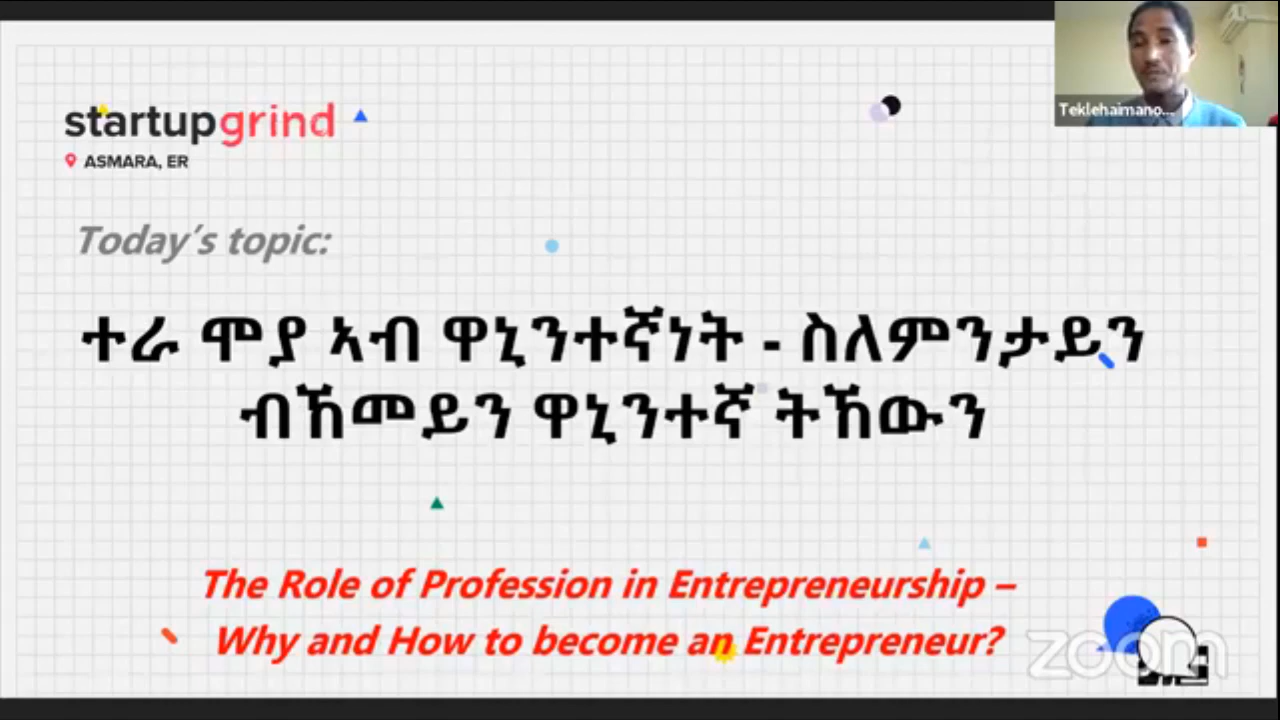 startupgrind
ASMARA, ER
Teklehaimano...
Today's topic:
ተራ ሞያ ኣብ ዋኒንተኛነት - ስለምንታይን
ብኸመይን ዋኒንተኛ ትኸውን
The Role of Profession in Entrepreneurship –
Why and How to become an Entrepreneur?
zoom